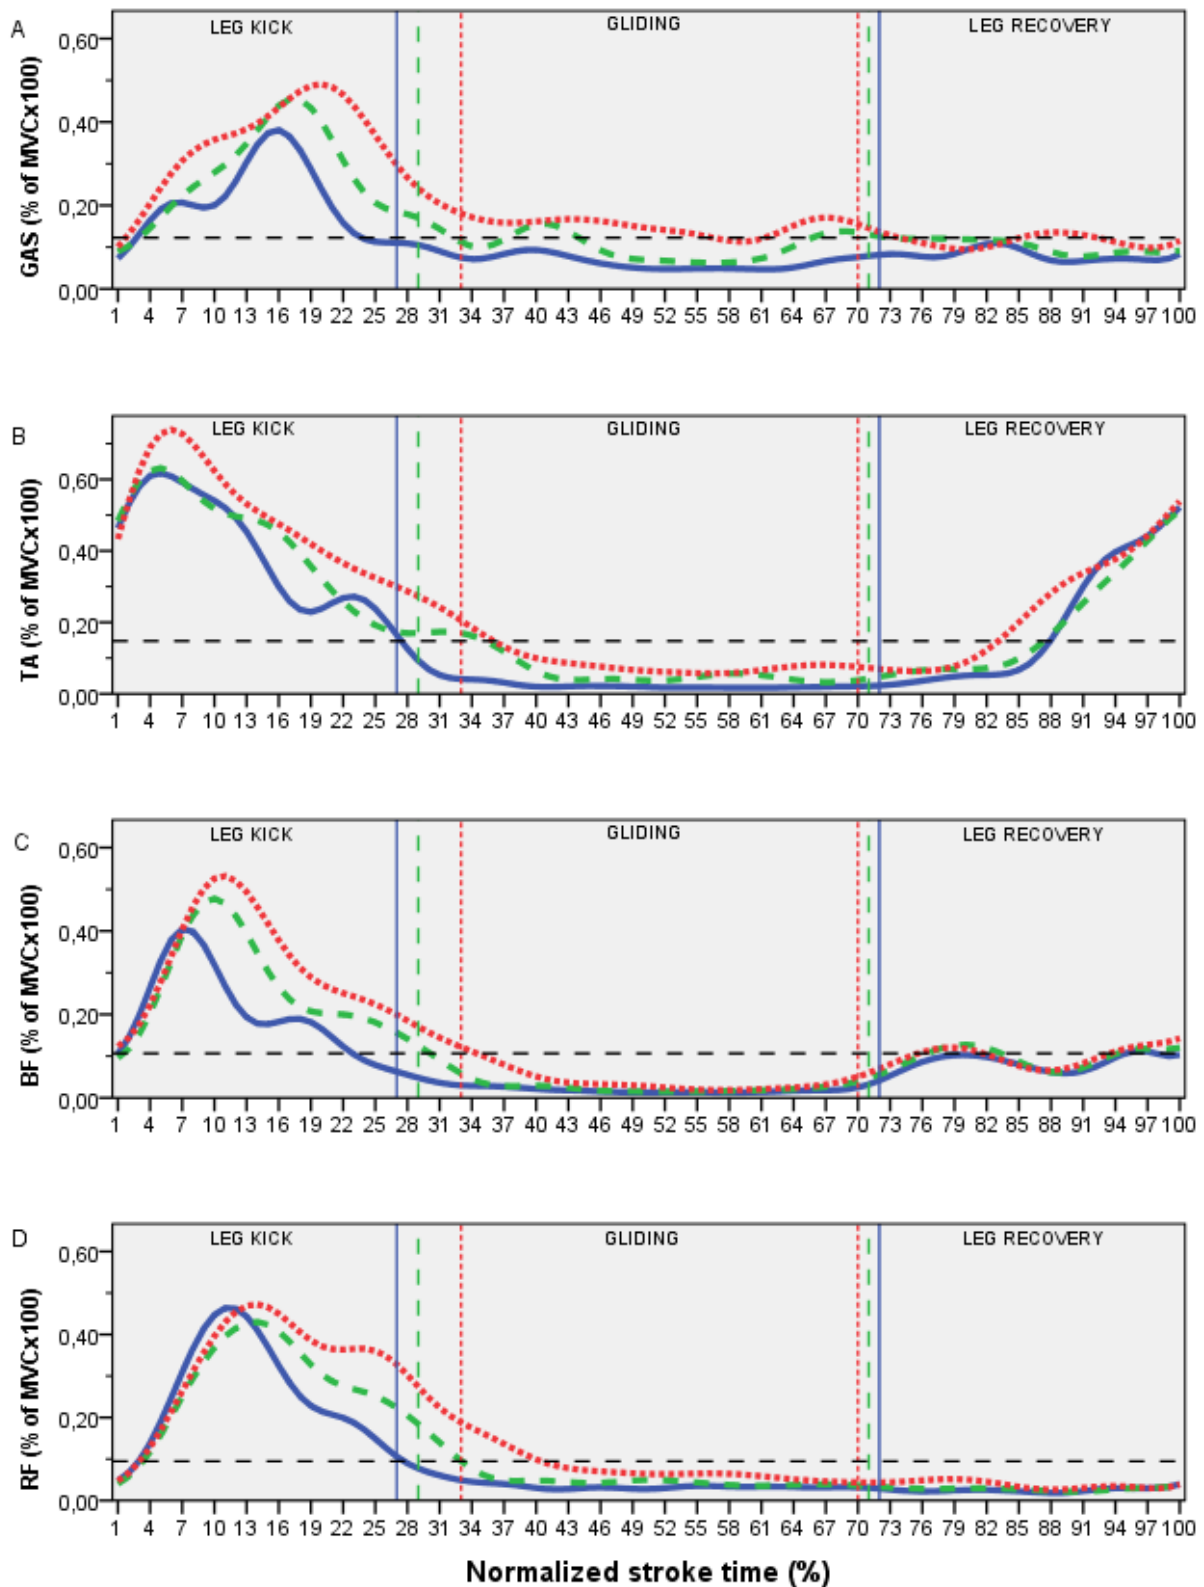 A
LEG KICK GLIDING LEG RECOVERY
GAS (% of MVCx100)
0,60
0,40
0,20
0,00
1 4 7 10 13 16 19 22 25 28 31 34 37 40 43 46 49 52 55 58 61 64 67 70 73 76 79 82 85 88 91 94 97 100
B
LEG KICK GLIDING LEG RECOVERY
TA (% of MVCx100)
0,60
0,40
0,20
0,00
1 4 7 10 13 16 19 22 25 28 31 34 37 40 43 46 49 52 55 58 61 64 67 70 73 76 79 82 85 88 91 94 97 100
C
LEG KICK GLIDING LEG RECOVERY
BF (% of MVCx100)
0,60
0,40
0,20
0,00
1 4 7 10 13 16 19 22 25 28 31 34 37 40 43 46 49 52 55 58 61 64 67 70 73 76 79 82 85 88 91 94 97 100
D
LEG KICK GLIDING LEG RECOVERY
RF (% of MVCx100)
0,60
0,40
0,20
0,00
1 4 7 10 13 16 19 22 25 28 31 34 37 40 43 46 49 52 55 58 61 64 67 70 73 76 79 82 85 88 91 94 97 100
Normalized stroke time (%)